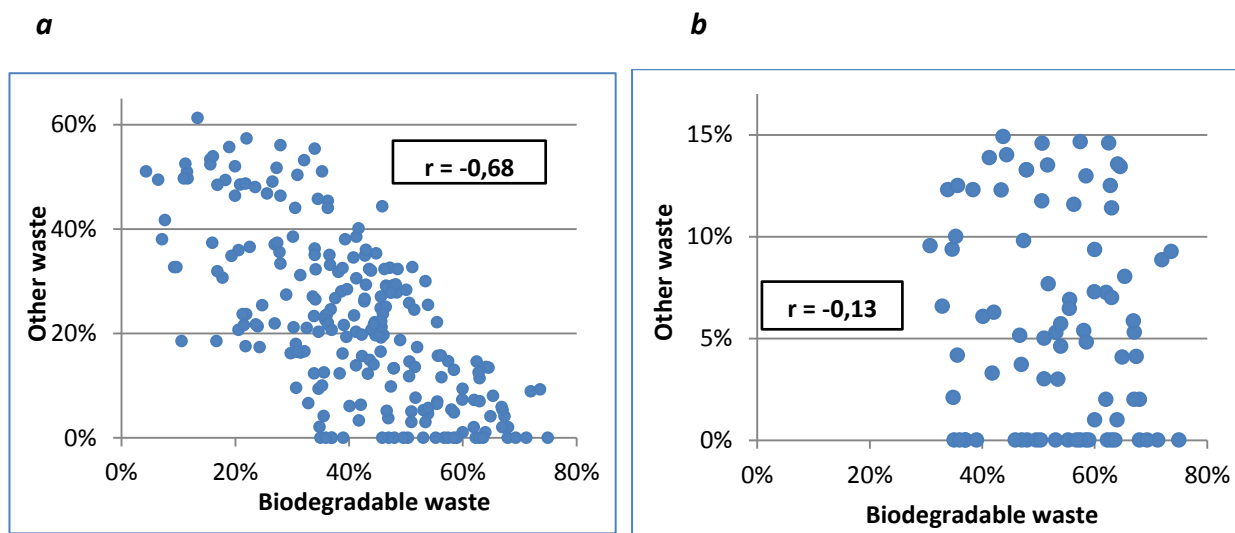 a
60%
40%
20%
0%
0% 20% 40% 60% 80%
Other waste
Biodegradable waste
r = -0,68
b
15%
10%
5%
0%
0% 20% 40% 60% 80%
Other waste
Biodegradable waste
r = -0,13